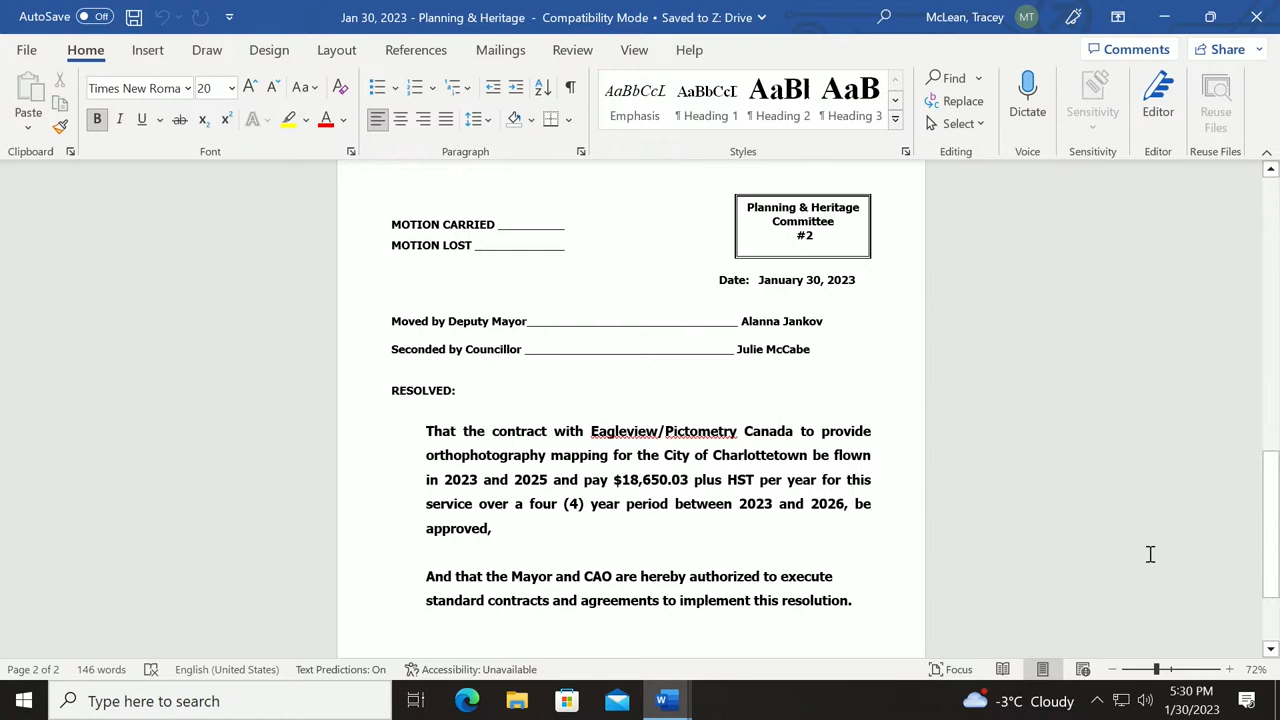 AutoSave Off Jan 30, 2023 - Planning & Heritage - Compatibility Mode - Saved to Z: Drive McLean, Tracey MT
File Home Insert Draw Design Layout References Mailings Review View Help Comments Share
Times New Roma 20 Aa
Paste
B I U ab x₂ x² A A
AaBbCcL AaBbCcD AaBl AaB
Emphasis ¶ Heading 1 ¶ Heading 2 ¶ Heading 3
Find
Replace
Select
Dictate Sensitivity Editor Reuse Files
Clipboard Font Paragraph Styles Editing Voice Sensitivity Editor Reuse Files
Planning & Heritage
Committee
#2
MOTION CARRIED ___________
MOTION LOST _______________
Date: January 30, 2023
Moved by Deputy Mayor___________________________________ Alanna Jankov
Seconded by Councillor ___________________________________ Julie McCabe
RESOLVED:
That the contract with Eagleview/Pictometry Canada to provide
orthophotography mapping for the City of Charlottetown be flown
in 2023 and 2025 and pay $18,650.03 plus HST per year for this
service over a four (4) year period between 2023 and 2026, be
approved,
And that the Mayor and CAO are hereby authorized to execute
standard contracts and agreements to implement this resolution.
Page 2 of 2 146 words English (United States) Text Predictions: On Accessibility: Unavailable Focus 72%
Type here to search -3°C Cloudy 5:30 PM
1/30/2023